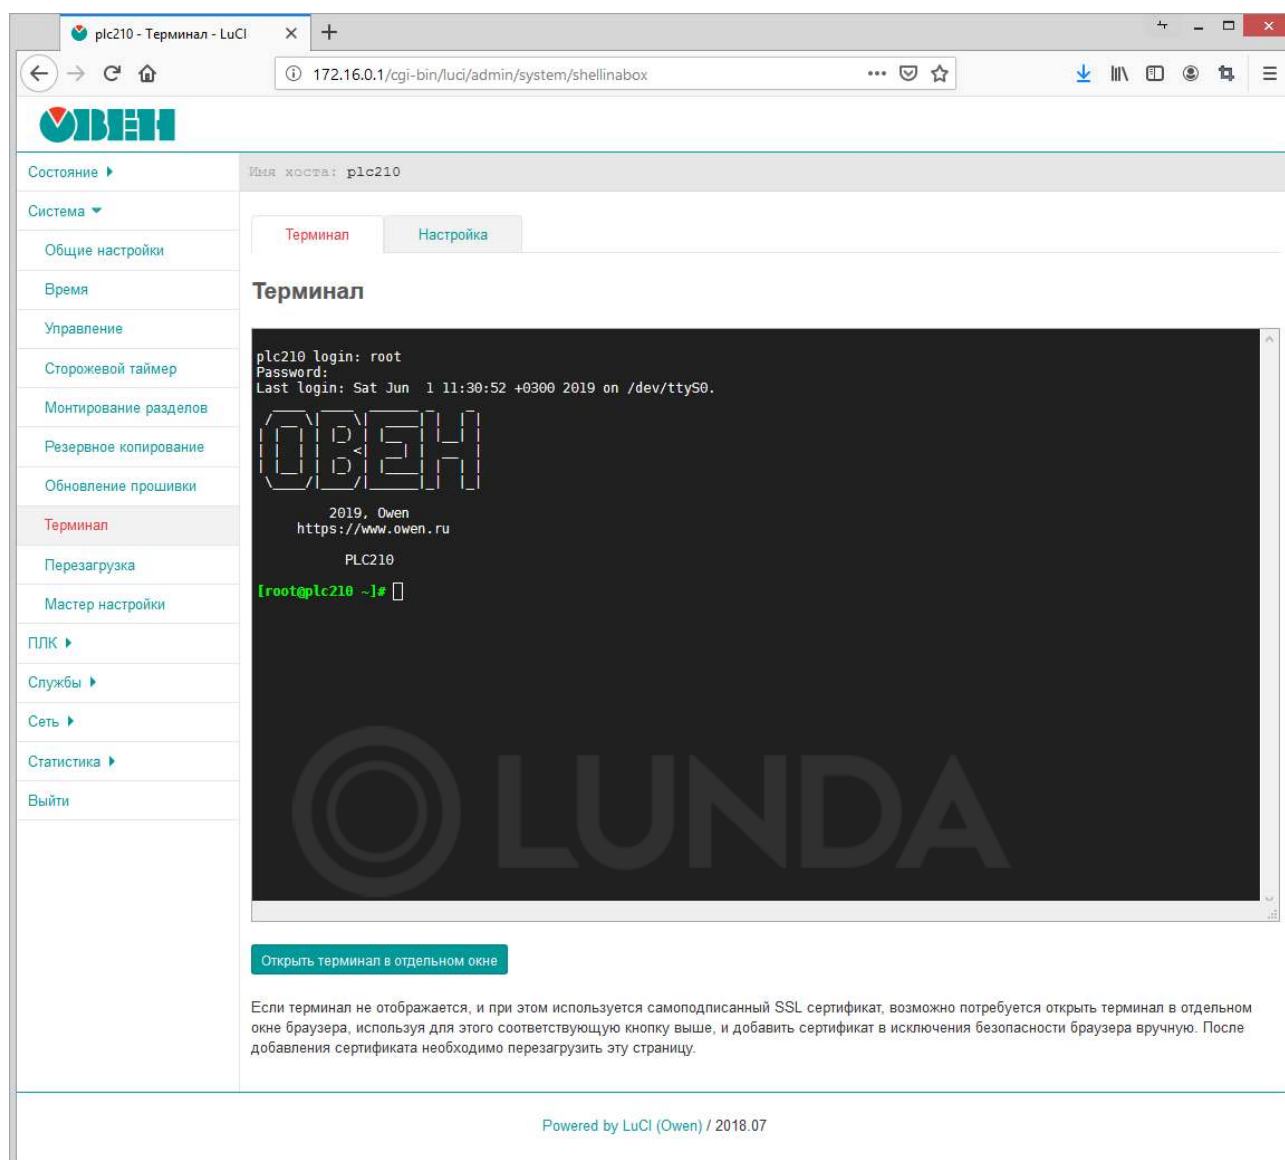 plc210 - Терминал - LuCI
172.16.0.1/cgi-bin/luci/admin/system/shellinabox
ОВЕН
Состояние
Имя хоста: plc210
Система
Терминал
Настройка
Общие настройки
Время
Управление
Сторожевой таймер
Монтирование разделов
Резервное копирование
Обновление прошивки
Терминал
Перезагрузка
Мастер настройки
ПЛК
Службы
Сеть
Статистика
Выйти
Терминал
plc210 login: root
Password:
Last login: Sat Jun  1 11:30:52 +0300 2019 on /dev/ttyS0.
ОВЕН
2019, Owen
https://www.owen.ru
PLC210
[root@plc210 ~]#
LUNDA
Открыть терминал в отдельном окне
Если терминал не отображается, и при этом используется самоподписанный SSL сертификат, возможно потребуется открыть терминал в отдельном
окне браузера, используя для этого соответствующую кнопку выше, и добавить сертификат в исключения безопасности браузера вручную. После
добавления сертификата необходимо перезагрузить эту страницу.
Powered by LuCI (Owen) / 2018.07